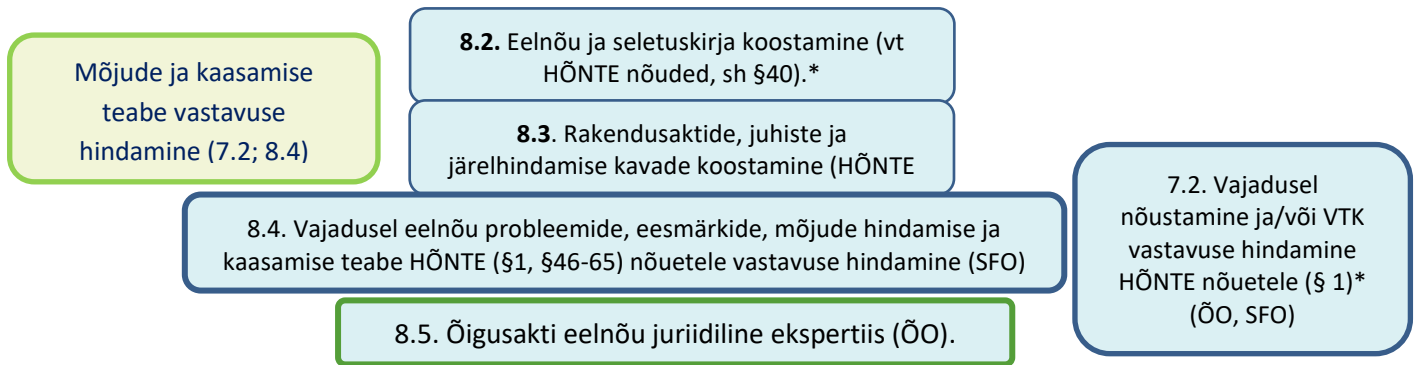 Mõjude ja kaasamise
teabe vastavuse
hindamine (7.2; 8.4)
8.2. Eelnõu ja seletuskirja koostamine (vt
HÕNTE nõuded, sh §40).*
8.3. Rakendusaktide, juhiste ja
järelhindamise kavade koostamine (HÕNTE
8.4. Vajadusel eelnõu probleemide, eesmärkide, mõjude hindamise ja
kaasamise teabe HÕNTE (§1, §46-65) nõuetele vastavuse hindamine (SFO)
7.2. Vajadusel
nõustamine ja/või VTK
vastavuse hindamine
HÕNTE nõuetele (§ 1)*
(ÕO, SFO)
8.5. Õigusakti eelnõu juriidiline ekspertiis (ÕO).